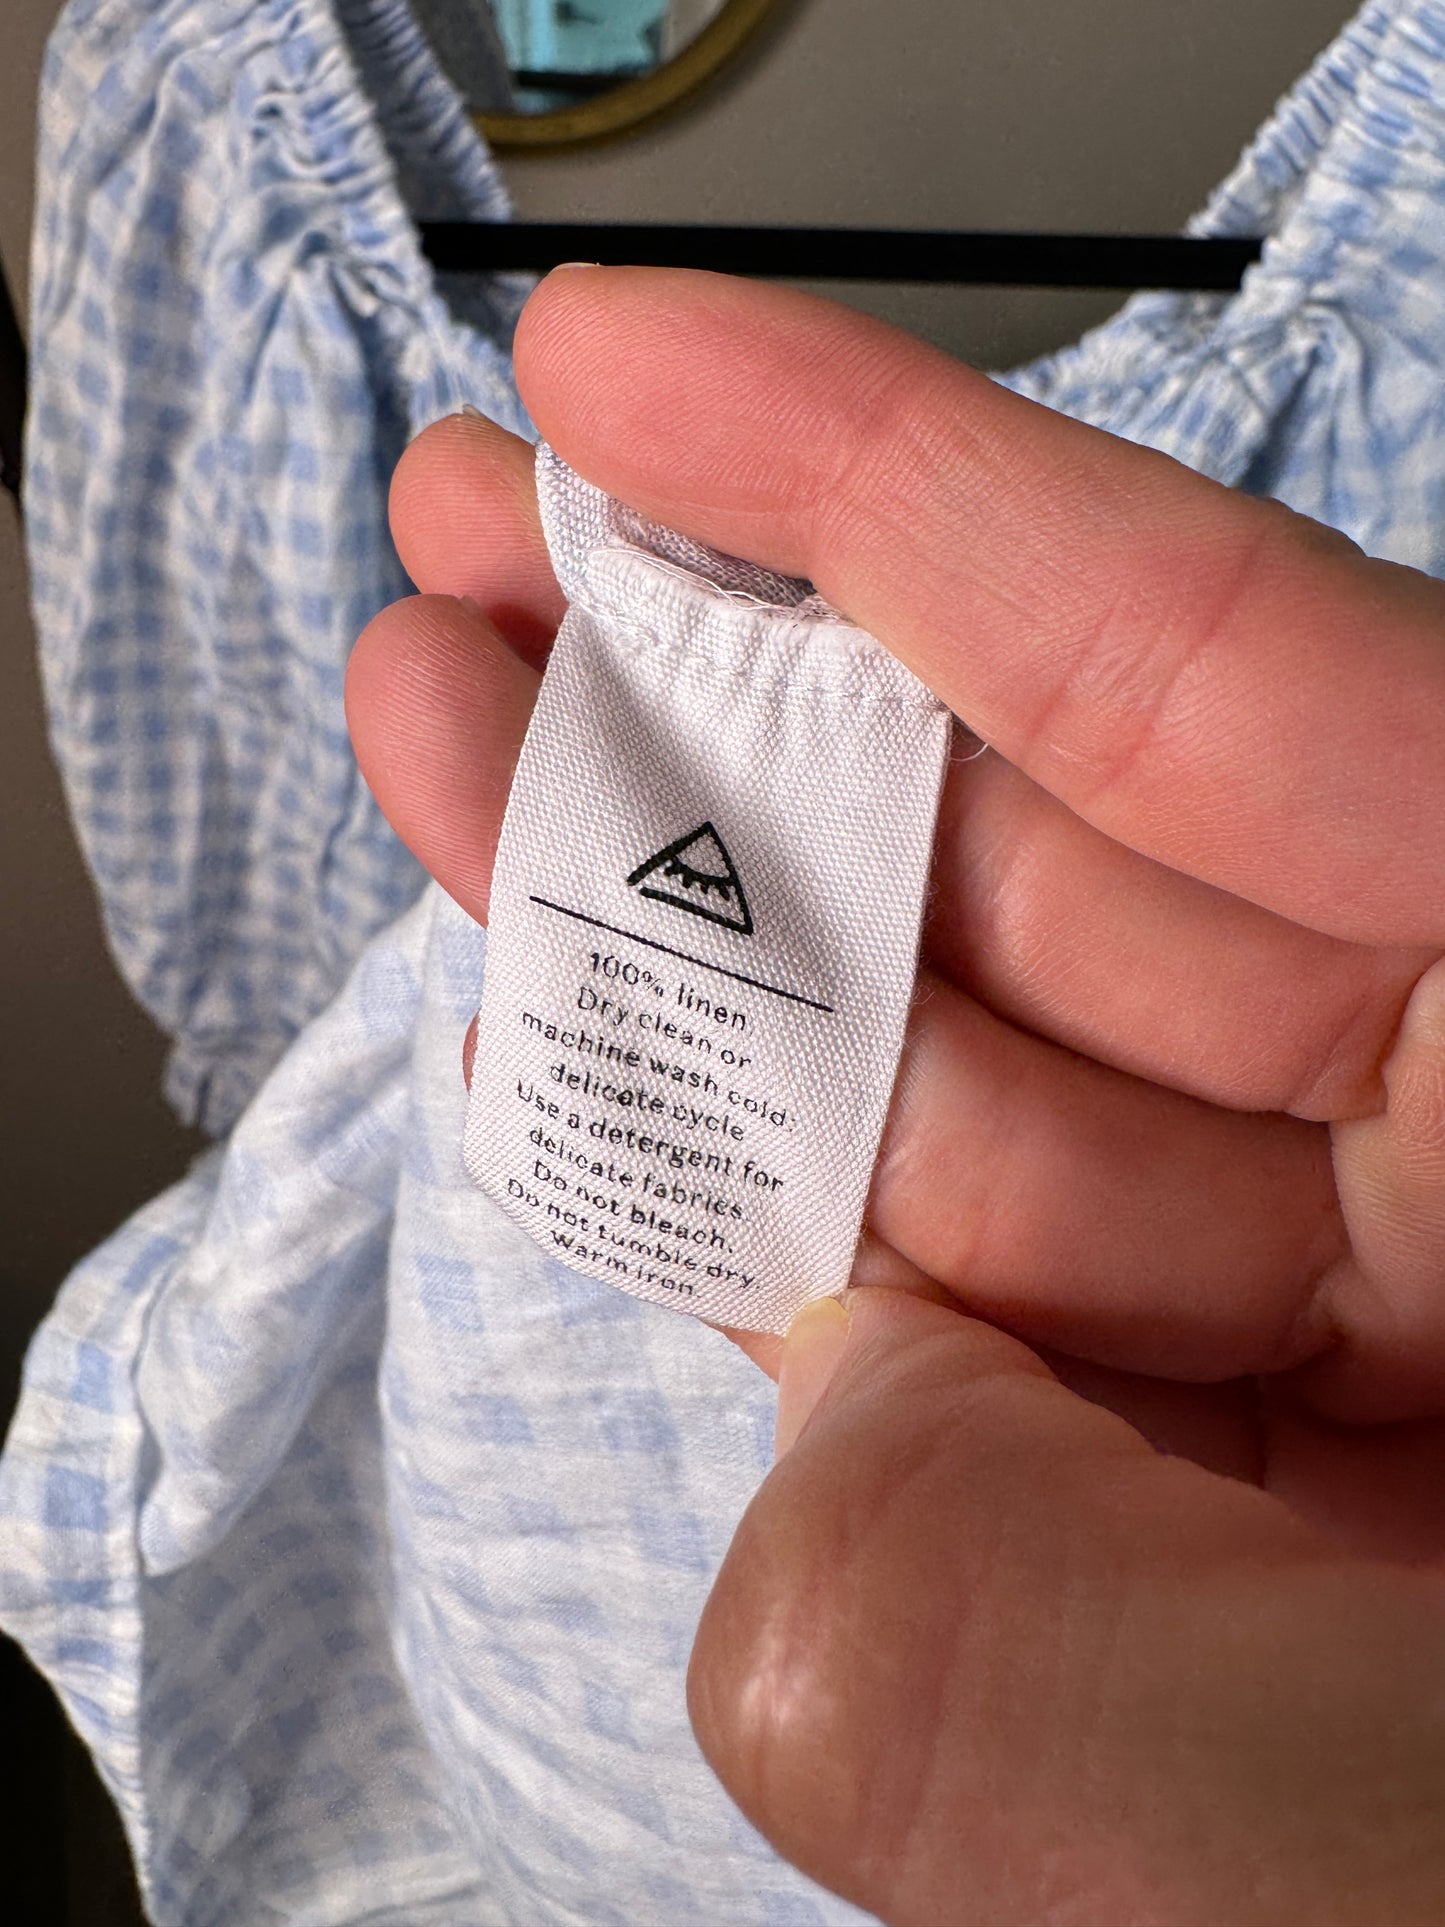 100% linen.
Dry clean or
machine wash cold;
delicate cycle
Use a detergent for
delicate fabrics.
Do not bleach.
Do not tumble dry.
Warm iron.